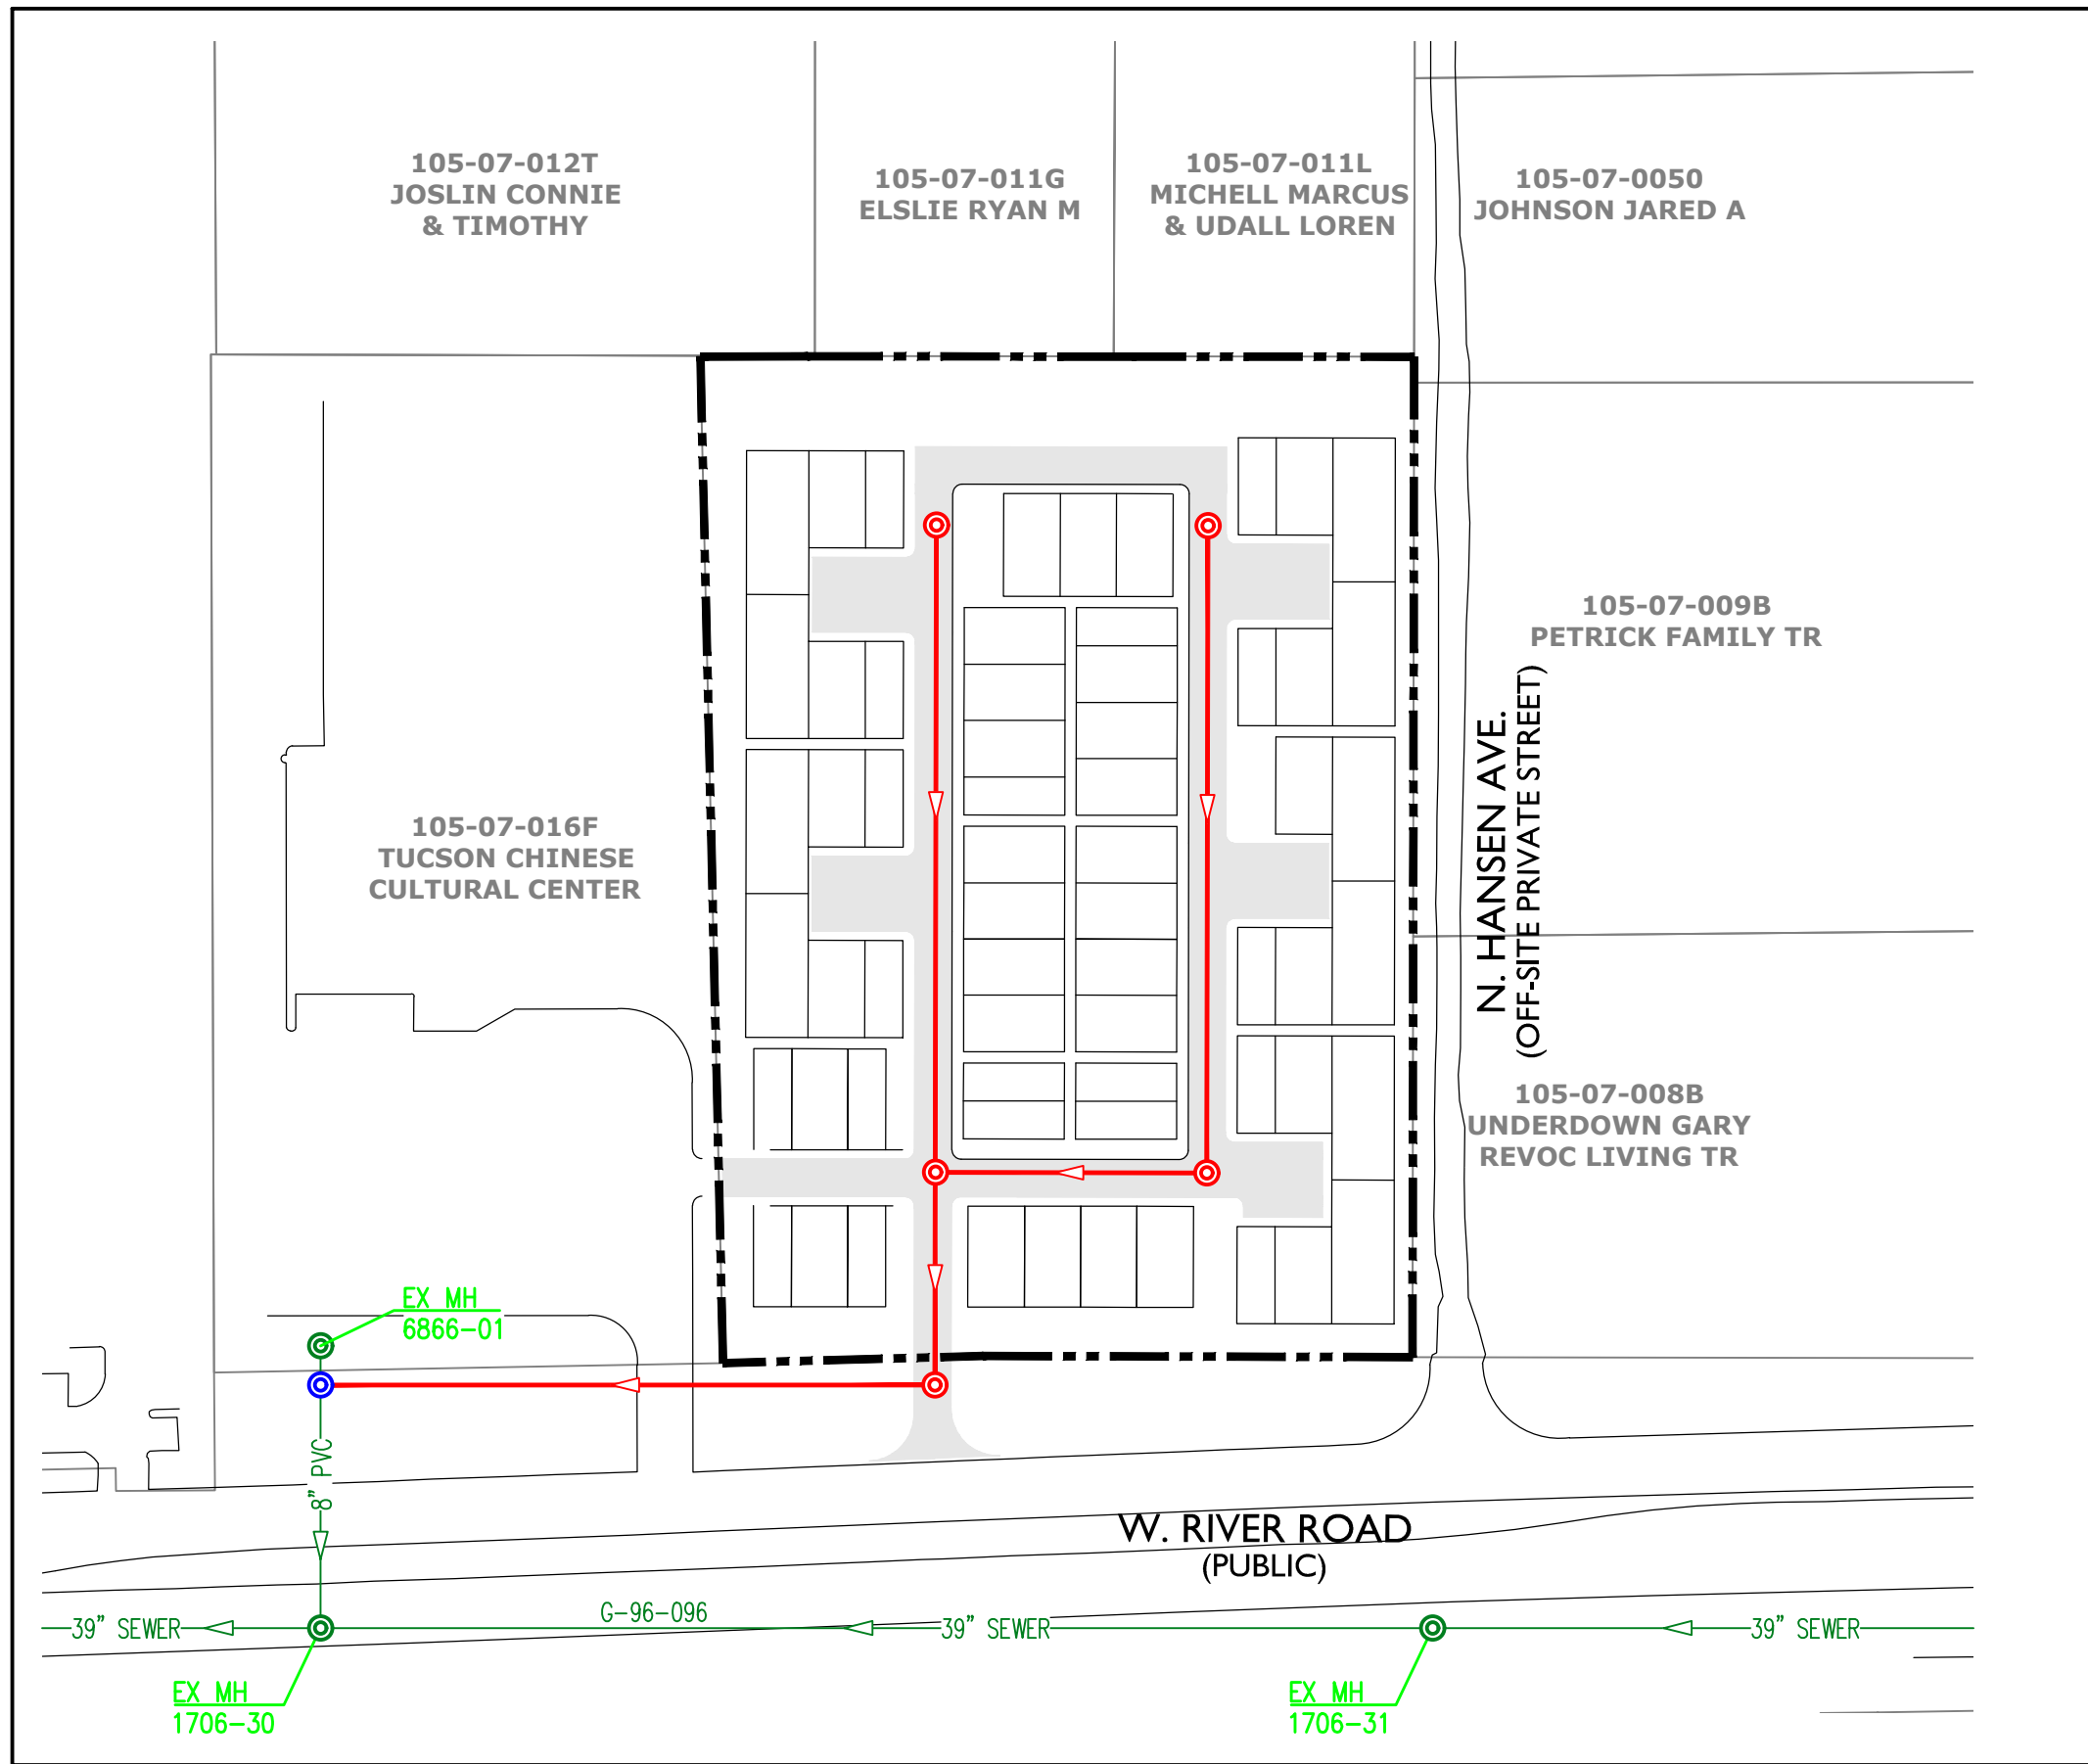 105-07-012T
JOSLIN CONNIE
& TIMOTHY
105-07-011G
ELSLIE RYAN M
105-07-011L
MICHELL MARCUS
& UDALL LOREN
105-07-0050
JOHNSON JARED A
105-07-009B
PETRICK FAMILY TR
N. HANSEN AVE.
(OFF-SITE PRIVATE STREET)
105-07-016F
TUCSON CHINESE
CULTURAL CENTER
105-07-008B
UNDERDOWN GARY
REVOC LIVING TR
EX MH
6866-01
8" PVC
W. RIVER ROAD
(PUBLIC)
39" SEWER
G-96-096
39" SEWER
39" SEWER
EX MH
1706-30
EX MH
1706-31